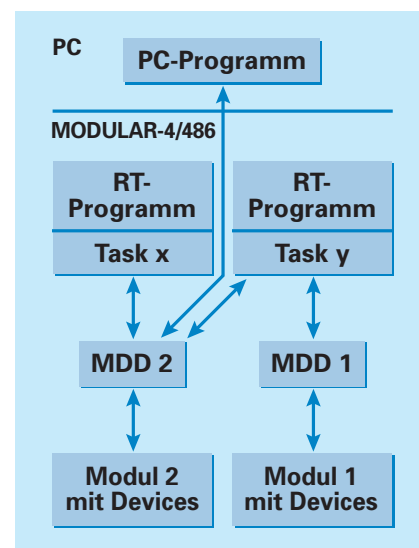 PC
PC-Programm
MODULAR-4/486
RT-
Programm
Task x
RT-
Programm
Task y
MDD 2
MDD 1
Modul 2
mit Devices
Modul 1
mit Devices